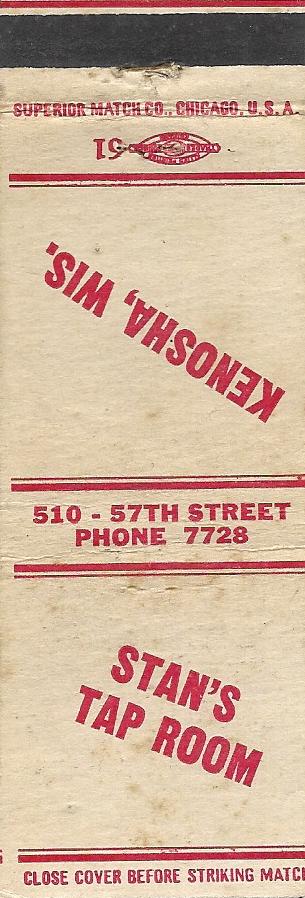 SUPERIOR MATCH CO., CHICAGO, U.S.A.
51
KENOSHA, WIS.
510 - 57TH STREET
PHONE 7728
STAN'S
TAP ROOM
CLOSE COVER BEFORE STRIKING MATCH